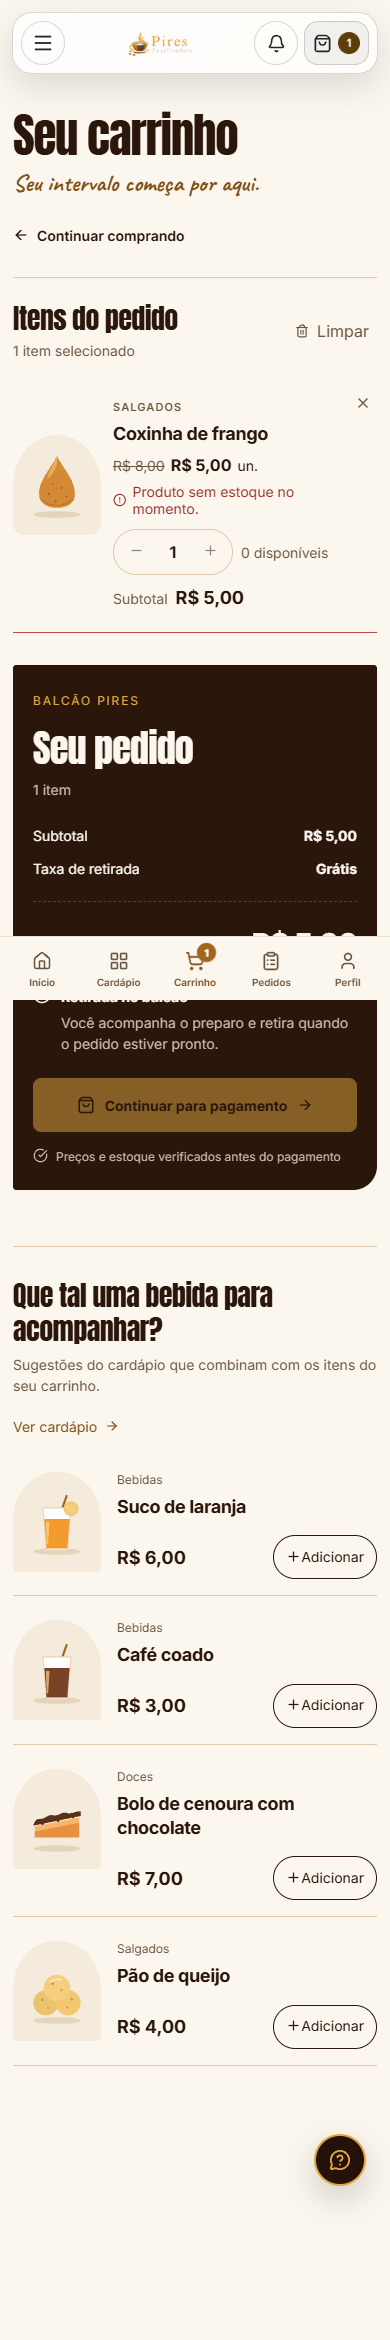 Pires
1
Seu carrinho
Seu intervalo começa por aqui.
Continuar comprando
Itens do pedido
1 item selecionado
Limpar
SALGADOS
Coxinha de frango
R$ 8,00 R$ 5,00 un.
Produto sem estoque no
momento.
1
0 disponíveis
Subtotal R$ 5,00
BALCÃO PIRES
Seu pedido
1 item
Subtotal R$ 5,00
Taxa de retirada Grátis
1
Início Cardápio Carrinho Pedidos Perfil
Você acompanha o preparo e retira quando
o pedido estiver pronto.
Continuar para pagamento
Preços e estoque verificados antes do pagamento
Que tal uma bebida para
acompanhar?
Sugestões do cardápio que combinam com os itens do
seu carrinho.
Ver cardápio
Bebidas
Suco de laranja
R$ 6,00
Adicionar
Bebidas
Café coado
R$ 3,00
Adicionar
Doces
Bolo de cenoura com
chocolate
R$ 7,00
Adicionar
Salgados
Pão de queijo
R$ 4,00
Adicionar